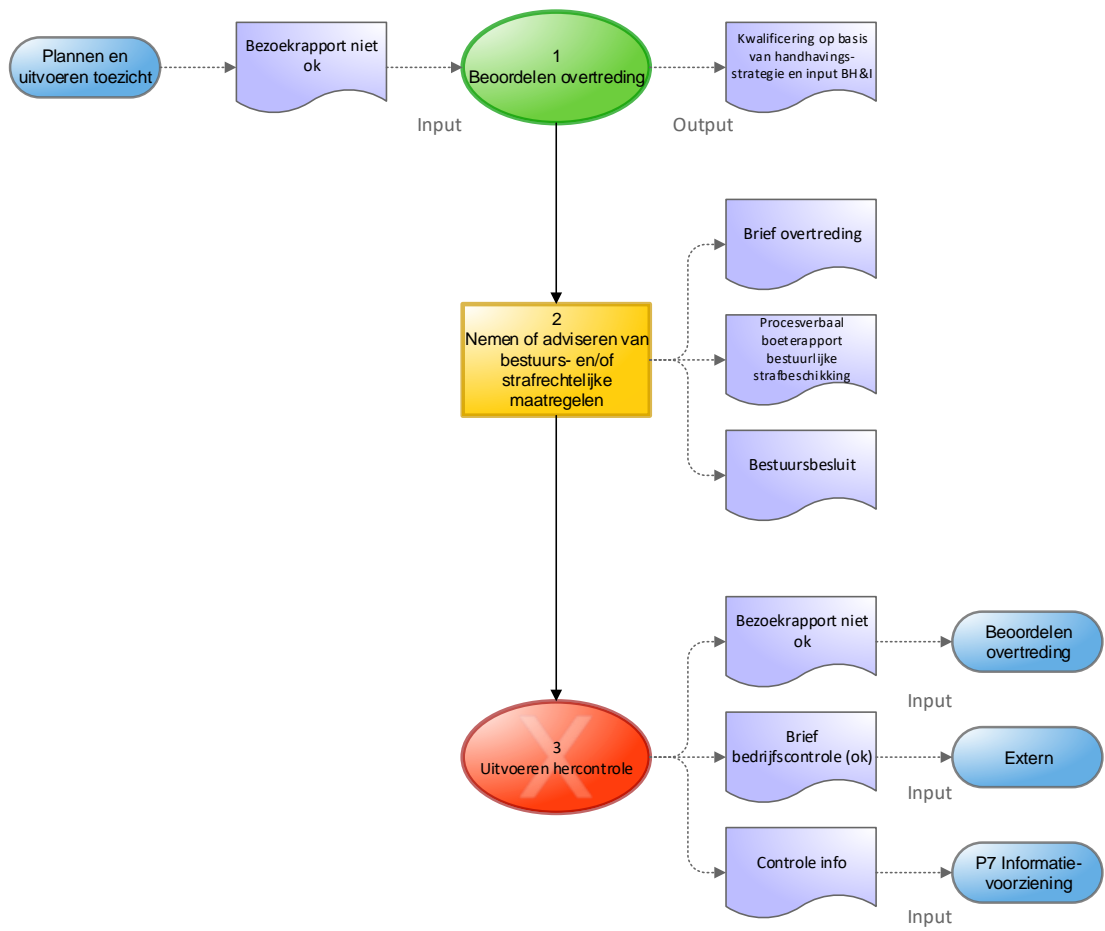 Plannen en
uitvoeren toezicht
Bezoekrapport niet
ok
Input
1
Beoordelen overtreding
Output
Kwalificering op basis
van handhavings-
strategie en input BH&I
Brief overtreding
2
Nemen of adviseren van
bestuurs- en/of
strafrechtelijke
maatregelen
Procesverbaal
boeterapport
bestuurlijke
strafbeschikking
Bestuursbesluit
Bezoekrapport niet
ok
Beoordelen
overtreding
Input
3
Uitvoeren hercontrole
Brief
bedrijfscontrole (ok)
Extern
Input
Controle info
P7 Informatie-
voorziening
Input